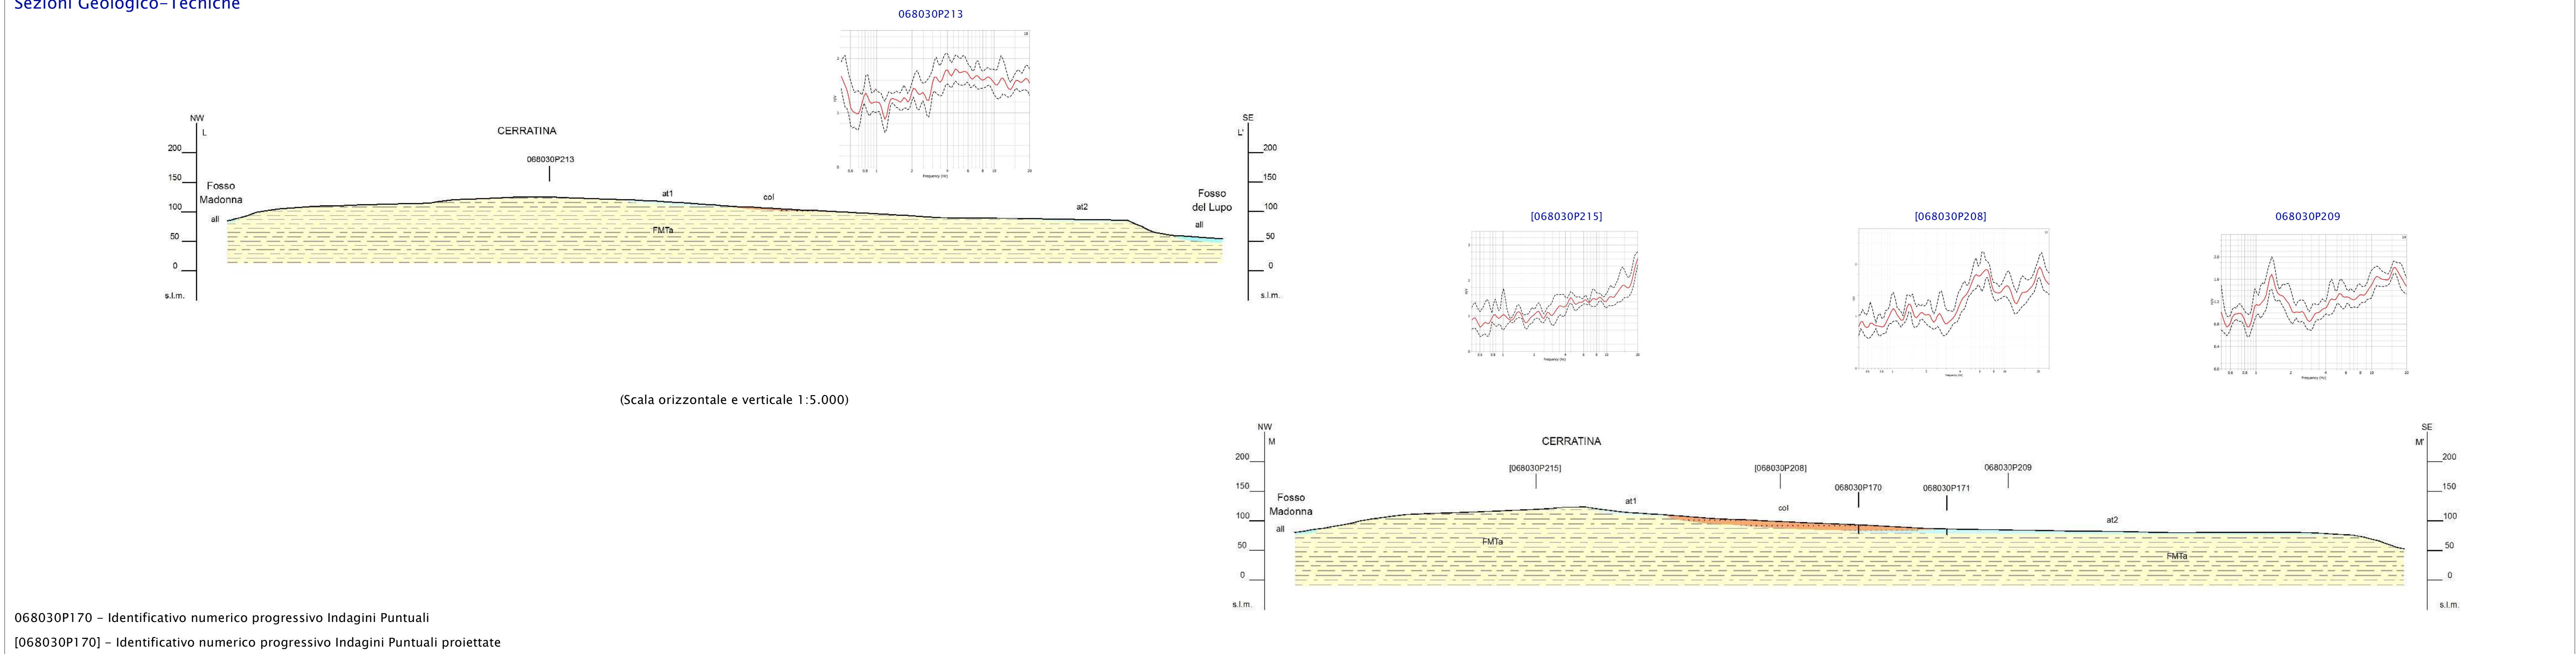 Sezioni Geologico-Tecniche
068030P213
NW
L
CERRATINA
068030P213
200
150
100
50
0
s.l.m.
Fosso
Madonna
all
at1
col
at2
FMTa
Fosso
del Lupo
all
SE
L'
200
150
100
50
0
s.l.m.
[068030P215]
[068030P208]
068030P209
(Scala orizzontale e verticale 1:5.000)
NW
M
CERRATINA
[068030P215]
[068030P208]
068030P209
068030P170
068030P171
200
150
100
50
0
s.l.m.
Fosso
Madonna
all
at1
col
at2
FMTa
FMTa
SE
M'
200
150
100
50
0
s.l.m.
068030P170 - Identificativo numerico progressivo Indagini Puntuali
[068030P170] - Identificativo numerico progressivo Indagini Puntuali proiettate